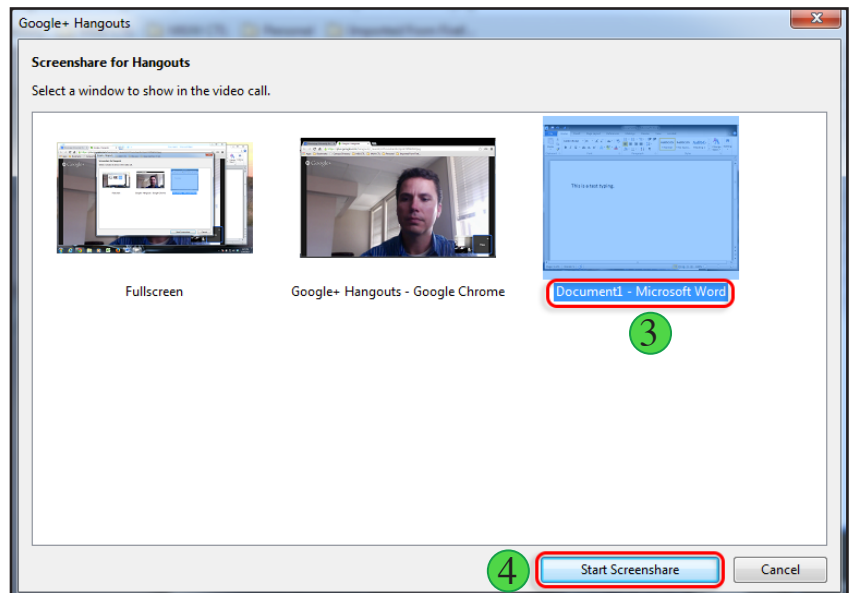 Google+ Hangouts
Screenshare for Hangouts
Select a window to show in the video call.
This is a test typing.
Fullscreen
Google+ Hangouts - Google Chrome
Document1 - Microsoft Word
3
4
Start Screenshare
Cancel